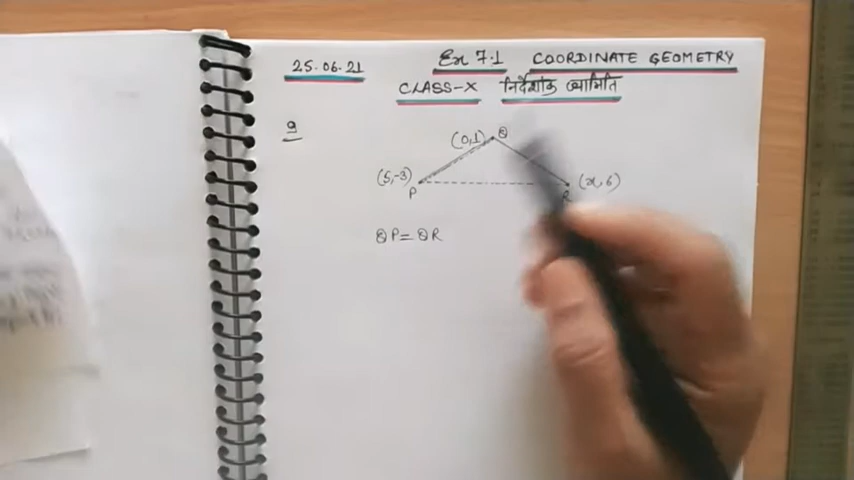 25.06.21
Ex 7.1 COORDINATE GEOMETRY
CLASS-X निर्देशांक ज्यामिति
9
(0,1) Q
(5,-3)
(x,6)
P
R
QP=QR